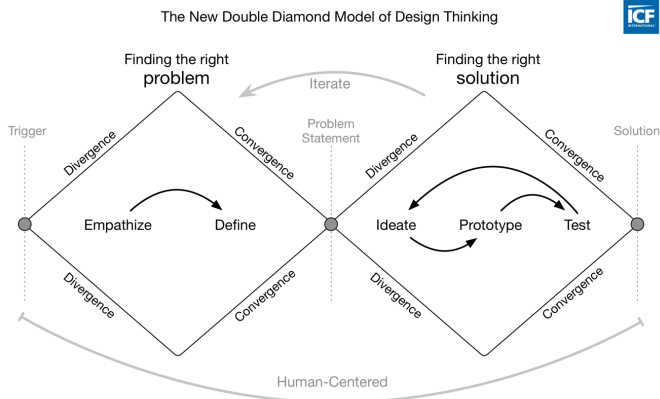 The New Double Diamond Model of Design Thinking
ICF
INTERNATIONAL
Finding the right
problem
Finding the right
solution
Iterate
Trigger
Problem
Statement
Solution
Divergence
Convergence
Divergence
Convergence
Empathize
Define
Ideate
Prototype
Test
Divergence
Convergence
Divergence
Convergence
Human-Centered